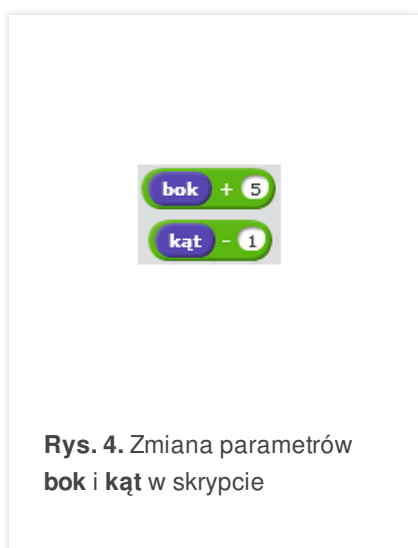 bok + 5
kąt - 1
Rys. 4. Zmiana parametrów
bok i kąt w skrypcie